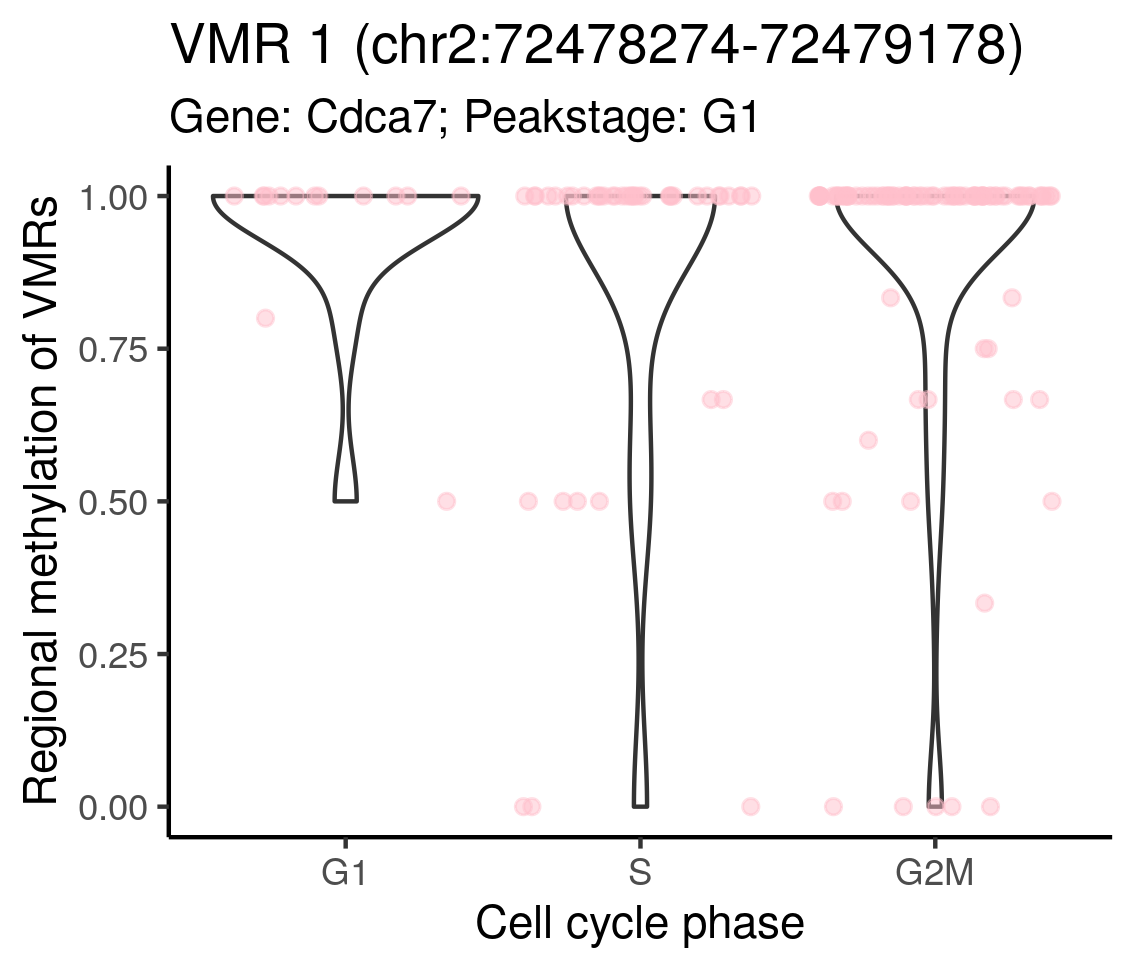 VMR 1 (chr2:72478274-72479178)
Gene: Cdca7; Peakstage: G1
Regional methylation of VMRs
1.00
0.75
0.50
0.25
0.00
G1 S G2M
Cell cycle phase